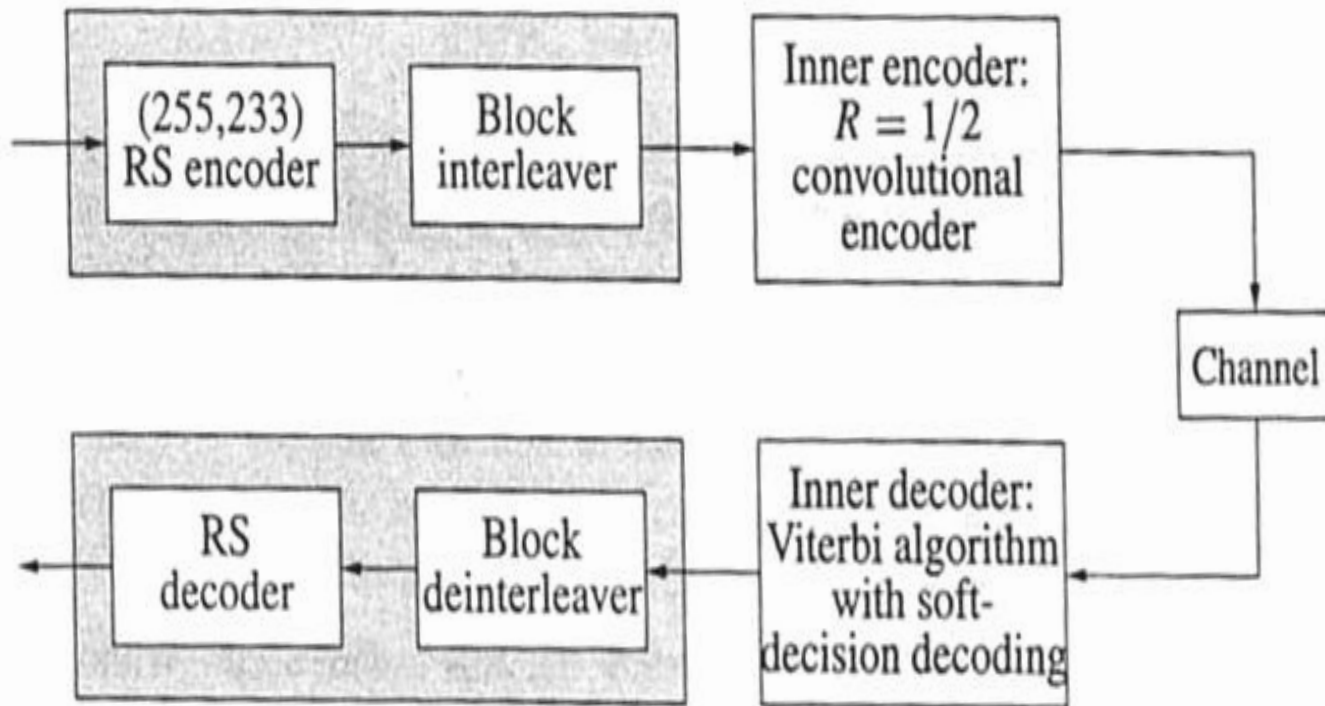 (255,233)
RS encoder
Block
interleaver
Inner encoder:
R = 1/2
convolutional
encoder
Channel
Inner decoder:
Viterbi algorithm
with soft-
decision decoding
Block
deinterleaver
RS
decoder